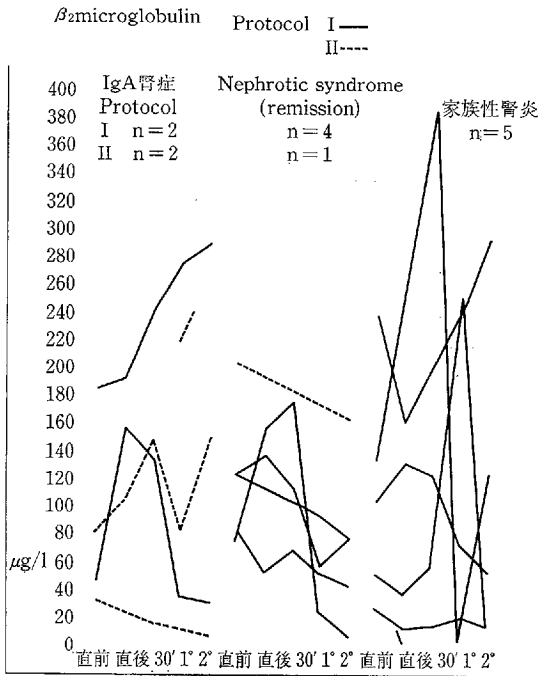 β₂microglobulin
Protocol I ——
II ----
IgA腎症
Protocol
I n=2
II n=2
Nephrotic syndrome
(remission)
n=4
n=1
家族性腎炎
n=5
400
380
360
340
320
300
280
260
240
220
200
180
160
140
120
100
80
μg/l 60
40
20
0
直前 直後 30′ 1° 2° 直前 直後 30′ 1° 2° 直前 直後 30′ 1° 2°